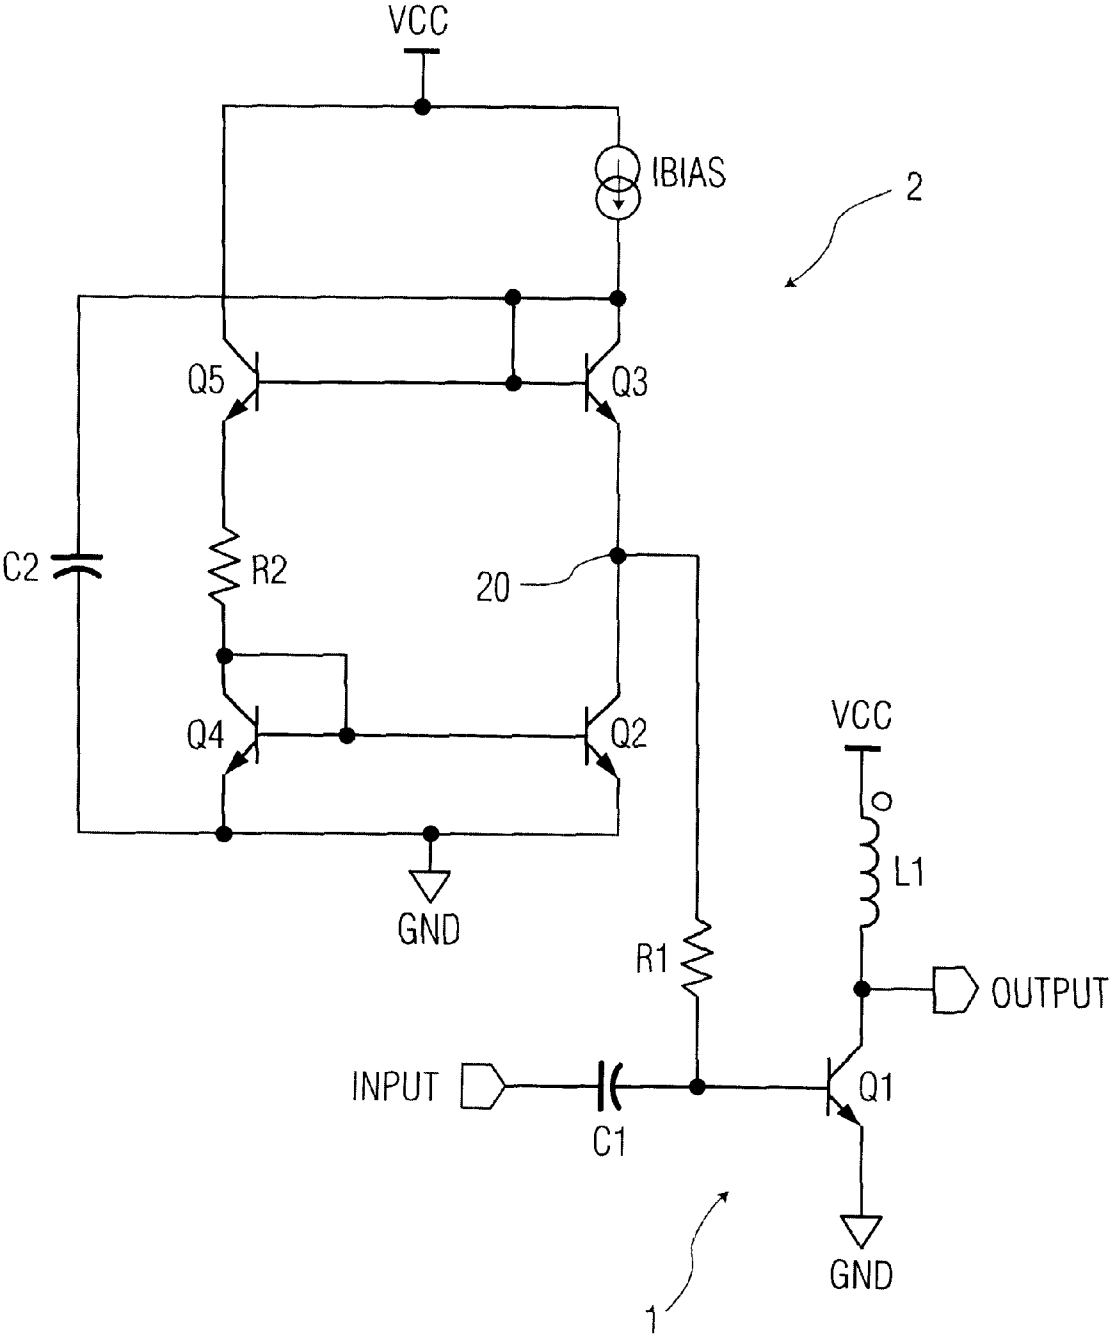 VCC
IBIAS
2
Q5
Q3
C2
R2
20
Q4
Q2
VCC
L1
GND
R1
OUTPUT
INPUT
Q1
C1
GND
1